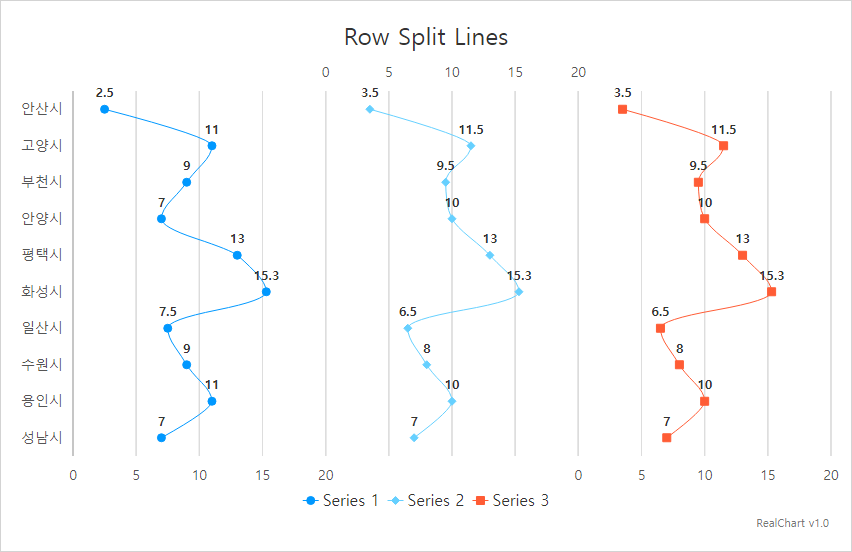 Row Split Lines
0 5 10 15 20
안산시 2.5 3.5 3.5
고양시 11 11.5 11.5
부천시 9 9.5 9.5
안양시 7 10 10
평택시 13 13 13
화성시 15.3 15.3 15.3
일산시 7.5 6.5 6.5
수원시 9 8 8
용인시 11 10 10
성남시 7 7 7
0 5 10 15 20 0 5 10 15 20
Series 1 Series 2 Series 3
RealChart v1.0